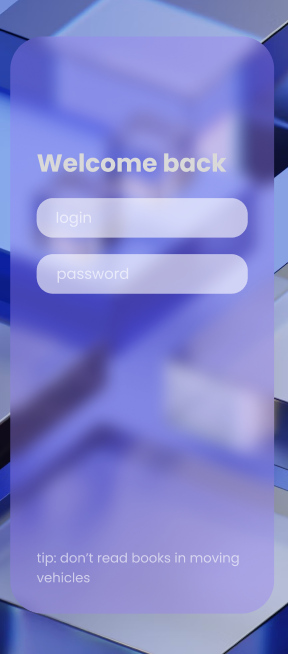 Welcome back
login
password
tip: don’t read books in moving
vehicles